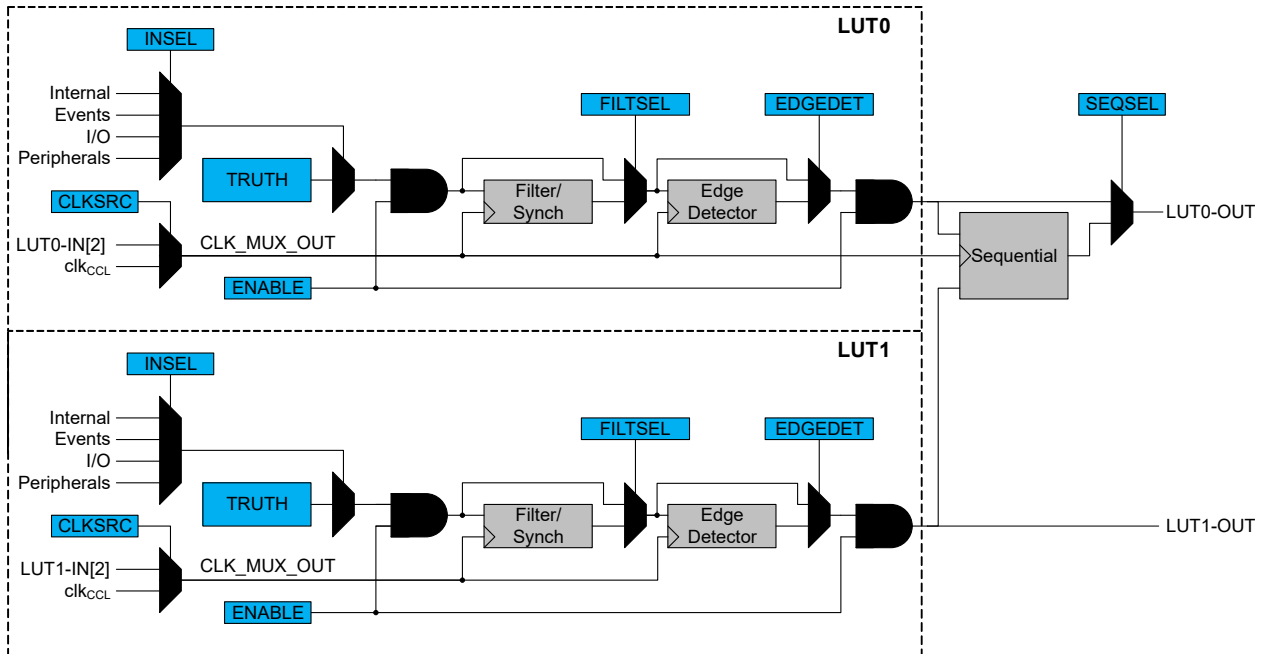 LUT0
INSEL
Internal
Events
I/O
Peripherals
FILTSEL
EDGEDET
SEQSEL
TRUTH
Filter/
Synch
Edge
Detector
CLKSRC
LUT0-IN[2]
clkCCL
CLK_MUX_OUT
ENABLE
Sequential
LUT0-OUT
LUT1
INSEL
Internal
Events
I/O
Peripherals
FILTSEL
EDGEDET
TRUTH
Filter/
Synch
Edge
Detector
CLKSRC
LUT1-IN[2]
clkCCL
CLK_MUX_OUT
ENABLE
LUT1-OUT